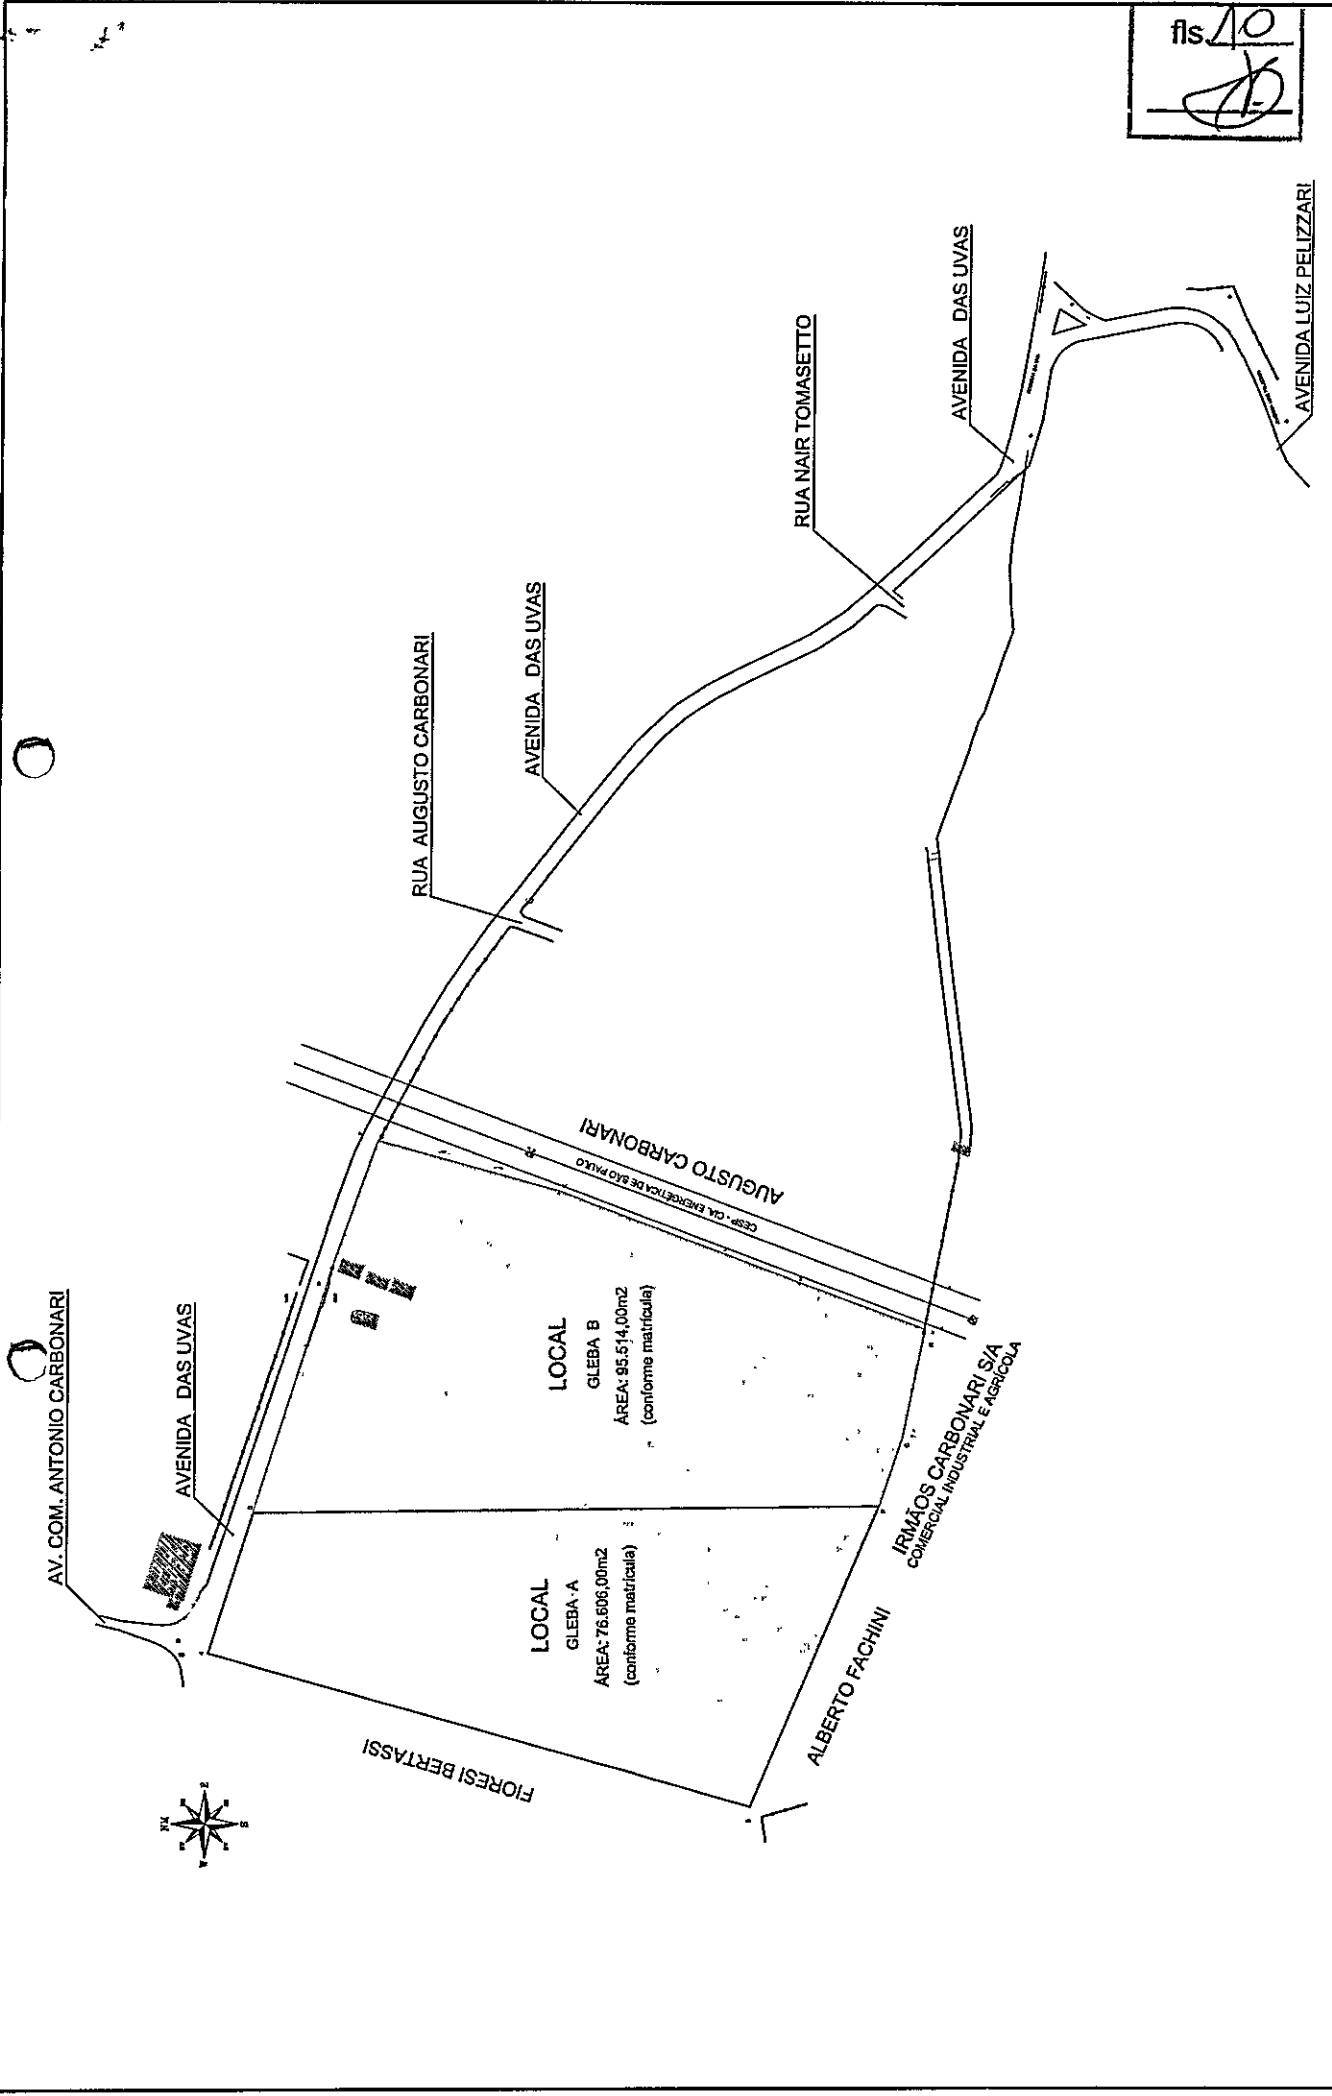 fls. 10
AV. COM. ANTONIO CARBONARI
AVENIDA DAS UVAS
RUA AUGUSTO CARBONARI
AVENIDA DAS UVAS
RUA NAIR TOMASETTO
AVENIDA DAS UVAS
AVENIDA LUIZ PELIZZARI
FIORESI BERTASSI
LOCAL
GLEBA A
ÁREA: 76.606,00m2
(conforme matrícula)
LOCAL
GLEBA B
ÁREA: 95.514,00m2
(conforme matrícula)
CESP - CIA. ENERGÉTICA DE SÃO PAULO
AUGUSTO CARBONARI
ALBERTO FACHINI
IRMÃOS CARBONARI S/A
COMERCIAL INDUSTRIAL E AGRÍCOLA